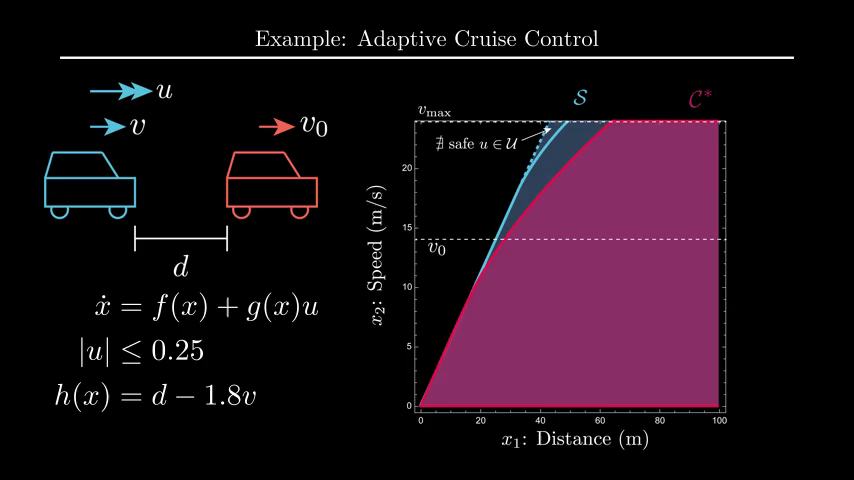 Example: Adaptive Cruise Control
u
v
v₀
d
ẋ = f(x) + g(x)u
|u| ≤ 0.25
h(x) = d − 1.8v
𝒮
𝒞*
v_max
∄ safe u ∈ 𝒰
v₀
x₂: Speed (m/s)
20
15
10
5
0
0 20 40 60 80 100
x₁: Distance (m)